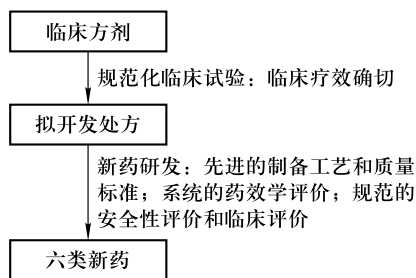 临床方剂
规范化临床试验：临床疗效确切
拟开发处方
新药研发：先进的制备工艺和质量
标准；系统的药效学评价；规范的
安全性评价和临床评价
六类新药